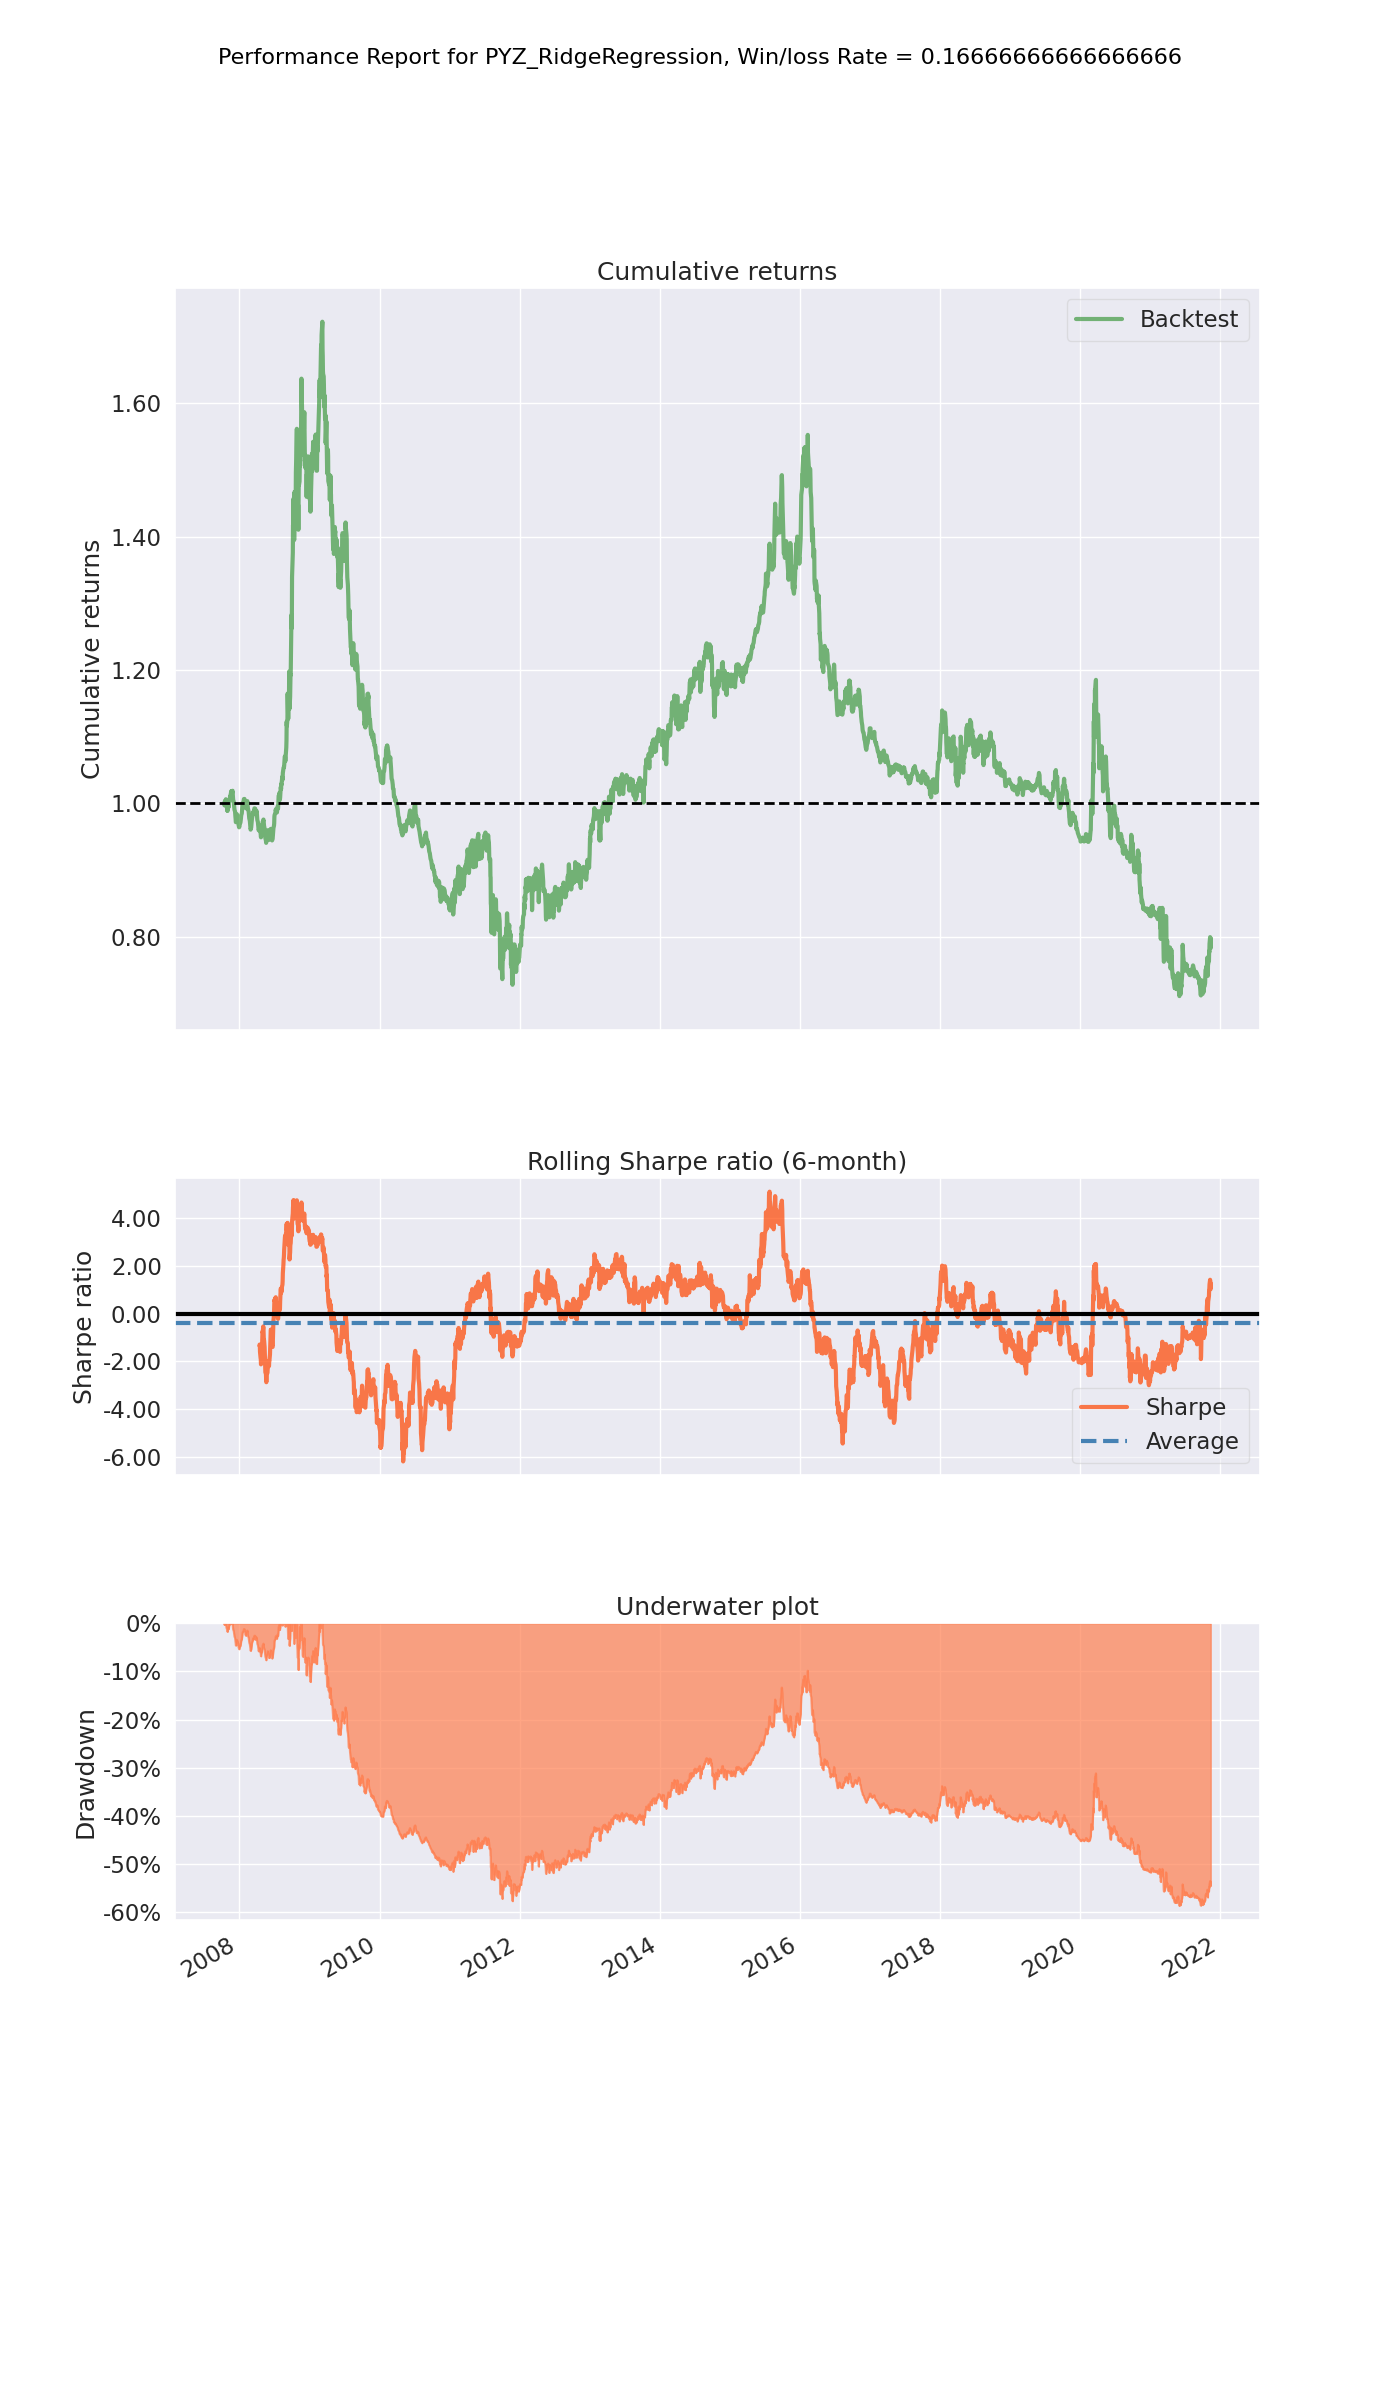 Performance Report for PYZ_RidgeRegression, Win/loss Rate = 0.16666666666666666
Cumulative returns
Backtest
Cumulative returns
1.60
1.40
1.20
1.00
0.80
Rolling Sharpe ratio (6-month)
Sharpe ratio
4.00
2.00
0.00
-2.00
-4.00
-6.00
Sharpe
Average
Underwater plot
Drawdown
0%
-10%
-20%
-30%
-40%
-50%
-60%
2008
2010
2012
2014
2016
2018
2020
2022